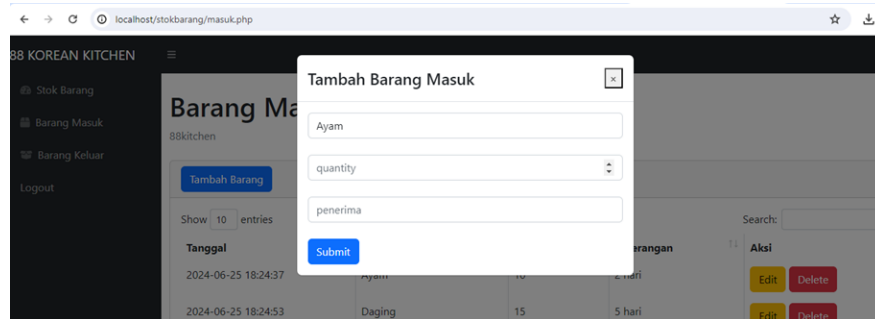 localhost/stokbarang/masuk.php
88 KOREAN KITCHEN
Stok Barang
Barang Masuk
Barang Keluar
Logout
Barang Ma
88kitchen
Tambah Barang
Show 10 entries
Search:
Tanggal
erangan
Aksi
2024-06-25 18:24:37 Ayam 10 2 hari
Edit Delete
2024-06-25 18:24:53 Daging 15 5 hari
Edit Delete
Tambah Barang Masuk
×
Ayam
quantity
penerima
Submit